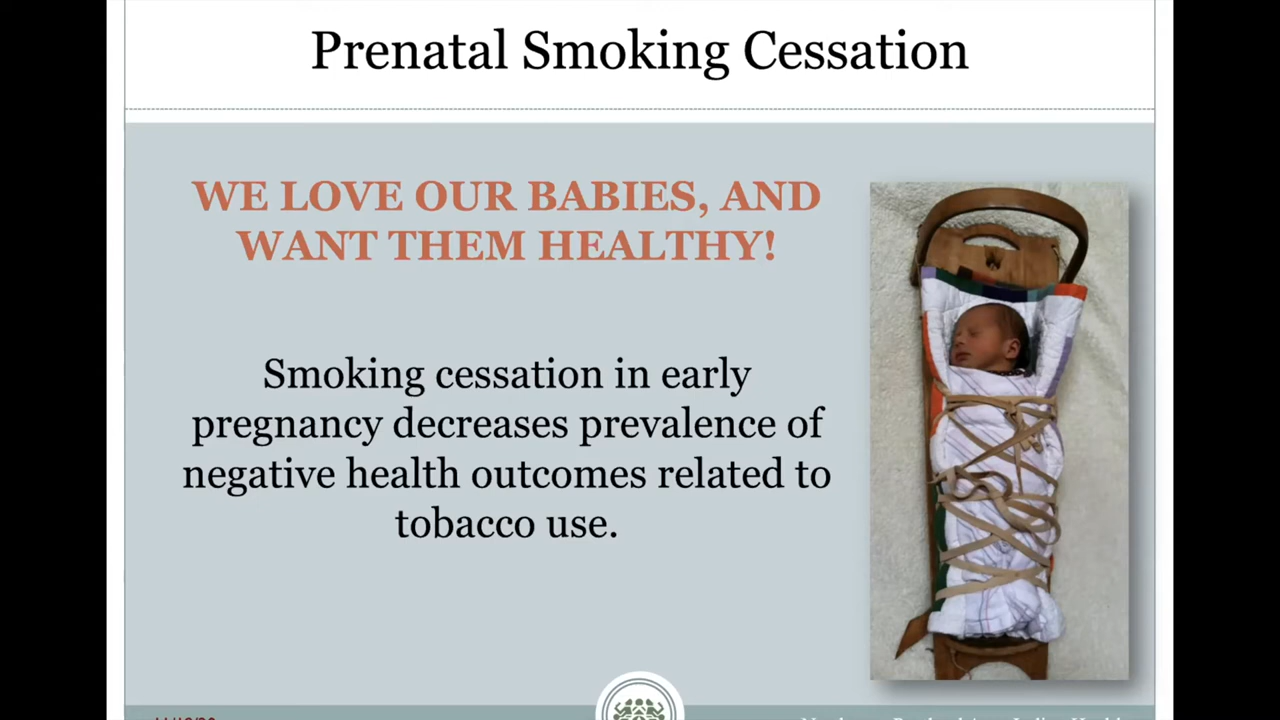 Prenatal Smoking Cessation
WE LOVE OUR BABIES, AND
WANT THEM HEALTHY!
Smoking cessation in early
pregnancy decreases prevalence of
negative health outcomes related to
tobacco use.